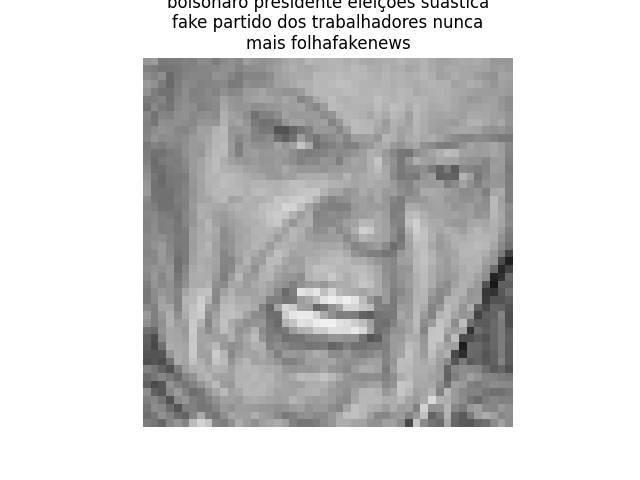 bolsonaro presidente eleições suástica
fake partido dos trabalhadores nunca
mais folhafakenews